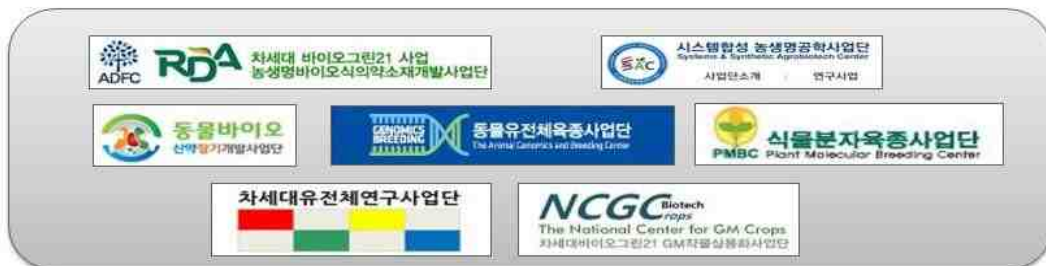 ADFC
RDA
차세대 바이오그린21 사업
농생명바이오식의약소재개발사업단
SSAC
시스템합성 농생명공학사업단
Systems & Synthetic Agrobiotech Center
사업단소개 : 연구사업
동물바이오
신약장기개발사업단
GENOMICS
BREEDING
동물유전체육종사업단
The Animal Genomics and Breeding Center
식물분자육종사업단
PMBC Plant Molecular Breeding Center
차세대유전체연구사업단
NCGC Biotech Crops
The National Center for GM Crops
차세대바이오그린21 GM작물실용화사업단